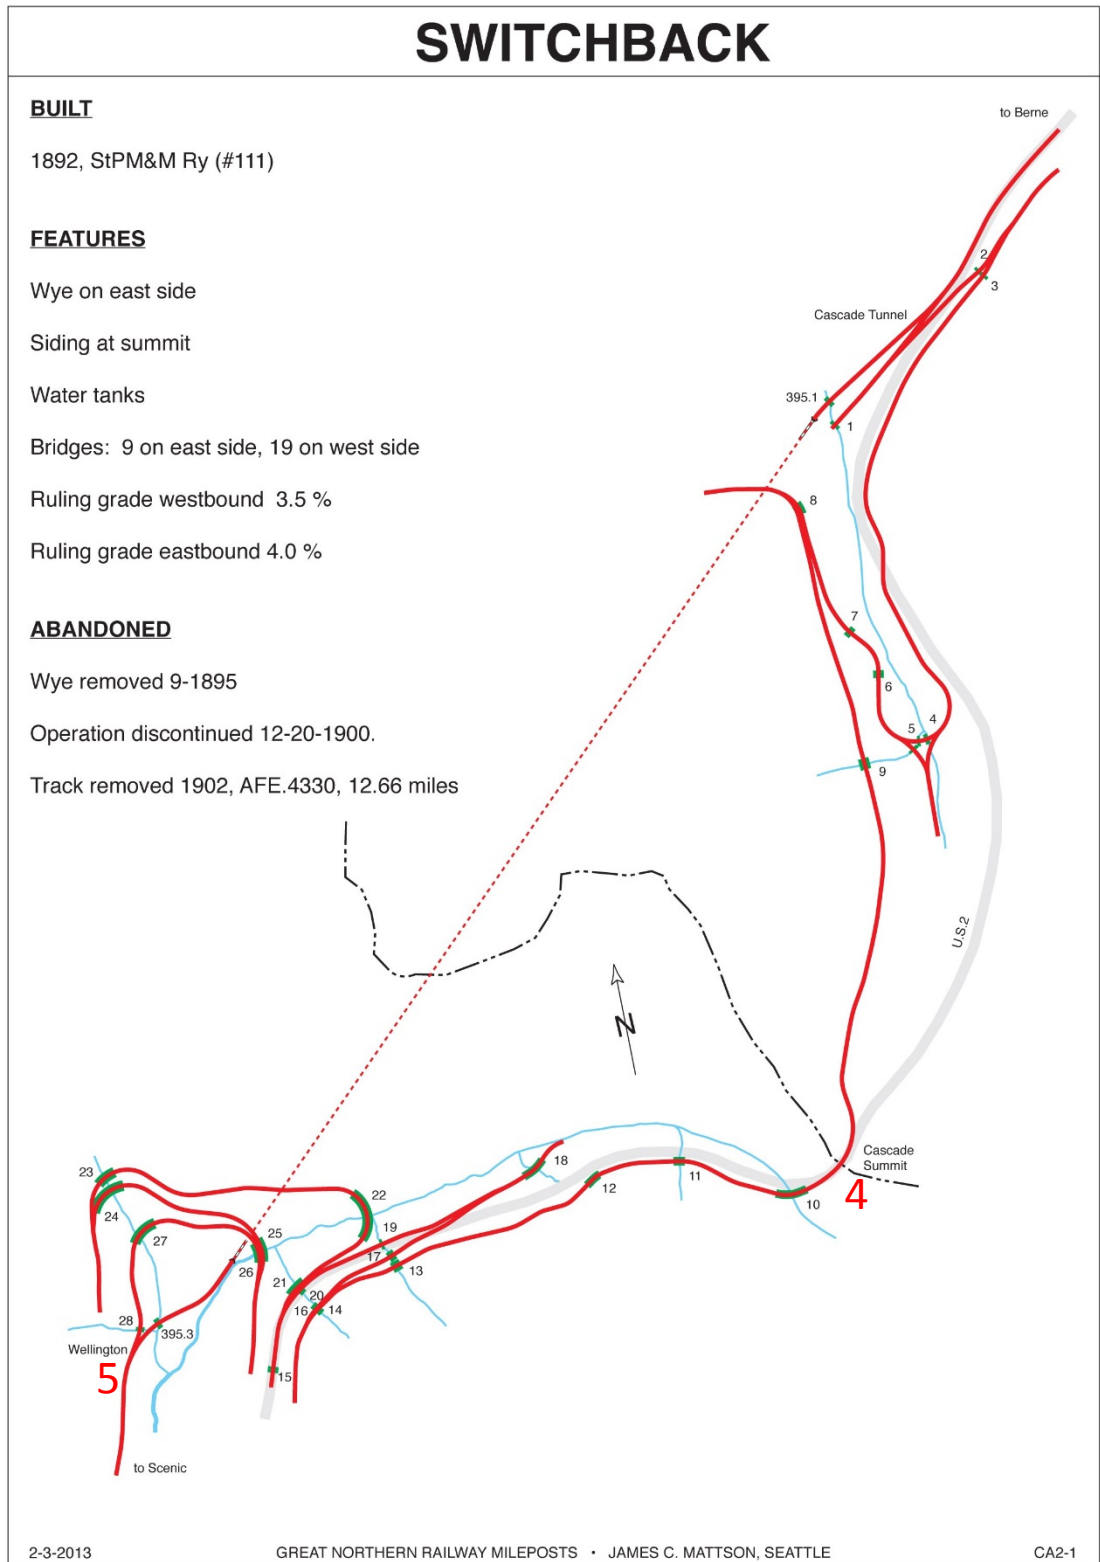 SWITCHBACK
BUILT
1892, StPM&M Ry (#111)
FEATURES
Wye on east side
Siding at summit
Water tanks
Bridges: 9 on east side, 19 on west side
Ruling grade westbound 3.5 %
Ruling grade eastbound 4.0 %
ABANDONED
Wye removed 9-1895
Operation discontinued 12-20-1900.
Track removed 1902, AFE.4330, 12.66 miles
to Berne
2
3
Cascade Tunnel
395.1
1
8
7
6
5
4
9
U.S.2
N
Cascade
Summit
4
10
11
12
18
22
19
17
13
23
24
27
25
26
21
20
16
14
15
28
395.3
Wellington
5
to Scenic
2-3-2013
GREAT NORTHERN RAILWAY MILEPOSTS • JAMES C. MATTSON, SEATTLE
CA2-1